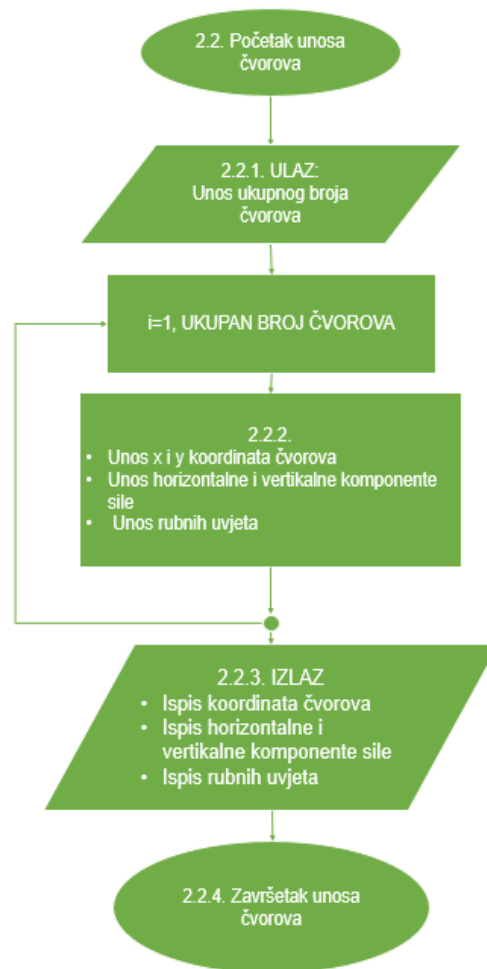 2.2. Početak unosa
čvorova
2.2.1. ULAZ:
Unos ukupnog broja
čvorova
i=1, UKUPAN BROJ ČVOROVA
2.2.2.
• Unos x i y koordinata čvorova
• Unos horizontalne i vertikalne komponente
sile
• Unos rubnih uvjeta
2.2.3. IZLAZ
• Ispis koordinata čvorova
• Ispis horizontalne i
vertikalne komponente sile
• Ispis rubnih uvjeta
2.2.4. Završetak unosa
čvorova